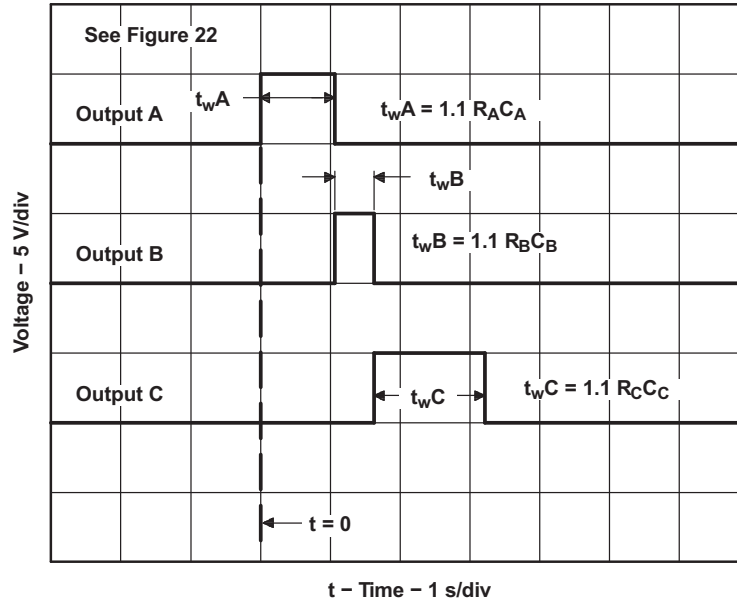 See Figure 22
twA
Output A
twA = 1.1 RACA
twB
Output B
twB = 1.1 RBCB
Output C
twC
twC = 1.1 RCCC
t = 0
Voltage − 5 V/div
t − Time − 1 s/div